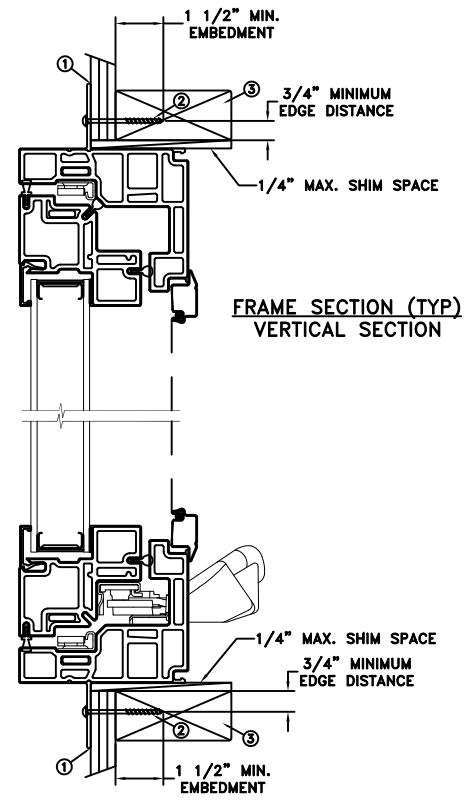 1 1/2" MIN.
EMBEDMENT
1
3
2
3/4" MINIMUM
EDGE DISTANCE
1/4" MAX. SHIM SPACE
FRAME SECTION (TYP)
VERTICAL SECTION
1/4" MAX. SHIM SPACE
3/4" MINIMUM
EDGE DISTANCE
2
3
1
1 1/2" MIN.
EMBEDMENT